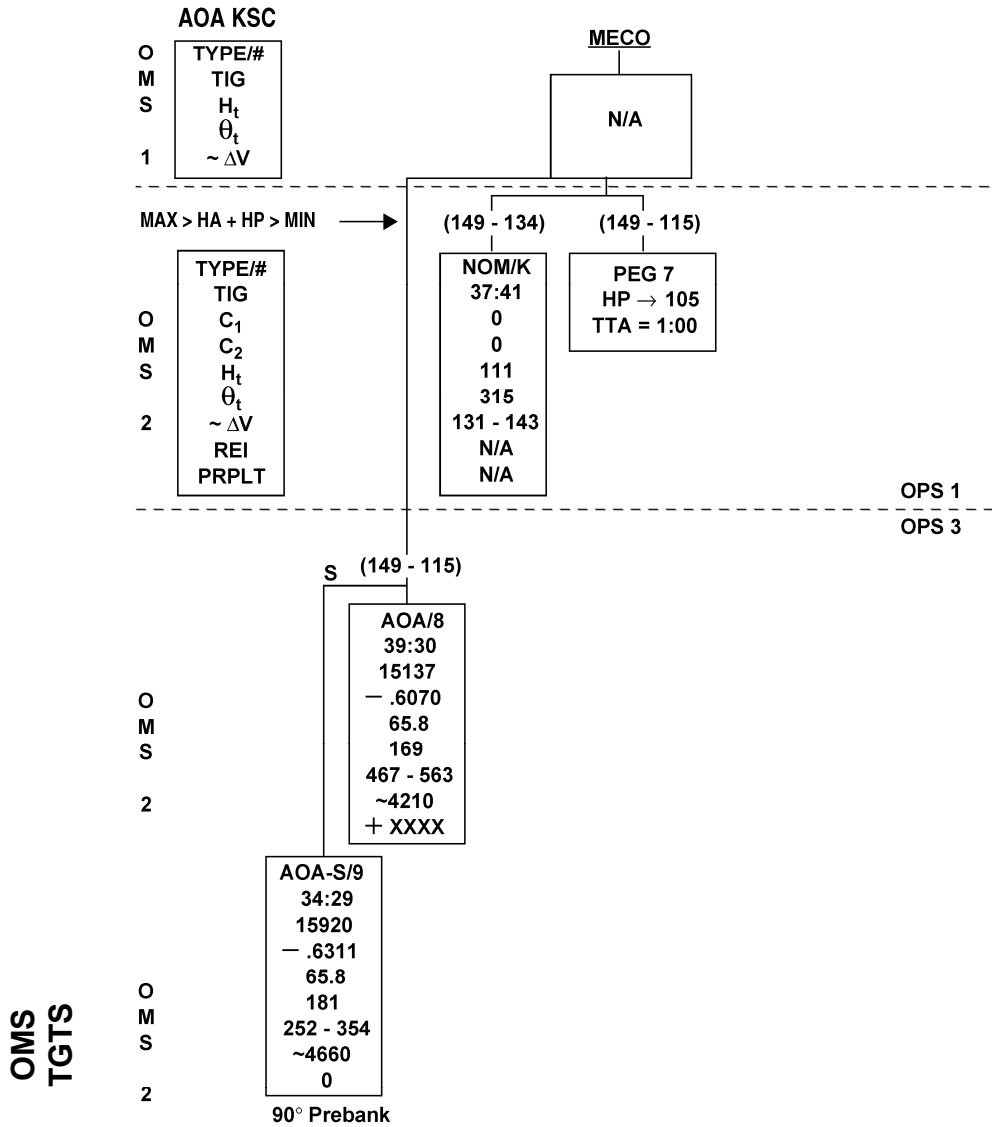 AOA KSC
O
M
S
1
TYPE/#
TIG
Ht
θt
~ ΔV
MECO
N/A
MAX > HA + HP > MIN
(149 - 134)
(149 - 115)
O
M
S
2
TYPE/#
TIG
C1
C2
Ht
θt
~ ΔV
REI
PRPLT
NOM/K
37:41
0
0
111
315
131 - 143
N/A
N/A
PEG 7
HP → 105
TTA = 1:00
OPS 1
OPS 3
S
(149 - 115)
O
M
S
2
AOA/8
39:30
15137
− .6070
65.8
169
467 - 563
~4210
+ XXXX
O
M
S
2
AOA-S/9
34:29
15920
− .6311
65.8
181
252 - 354
~4660
0
90° Prebank
OMS
TGTS